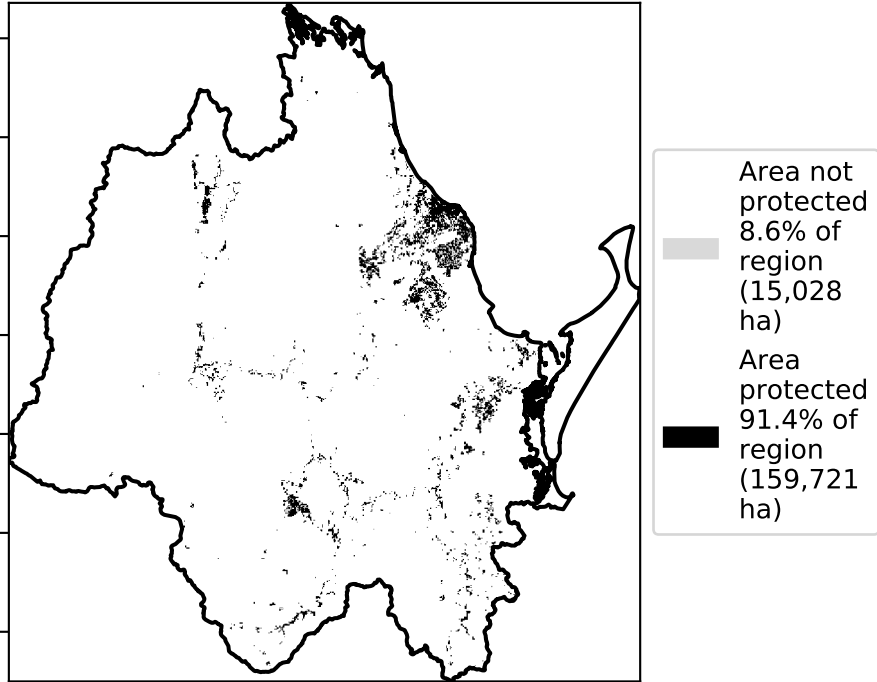 Area not
protected
8.6% of
region
(15,028
ha)
Area
protected
91.4% of
region
(159,721
ha)